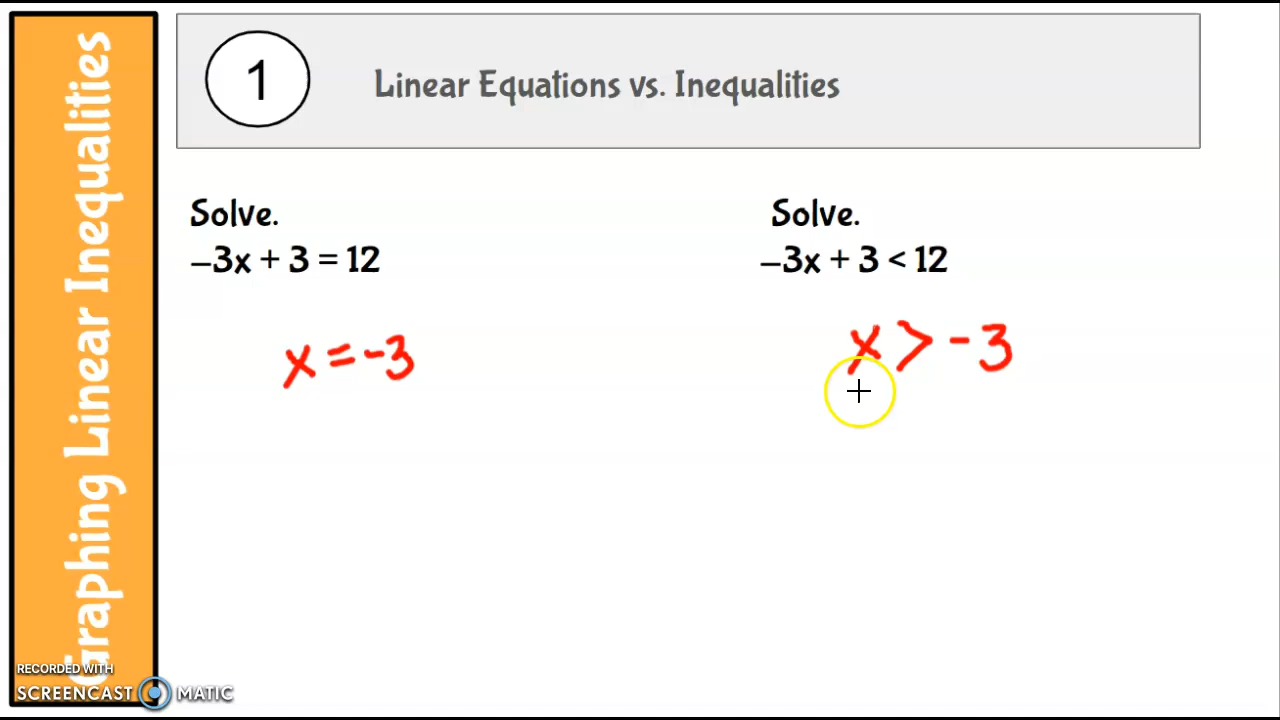 Graphing Linear Inequalities
1
Linear Equations vs. Inequalities
Solve.
–3x + 3 = 12
x = -3
Solve.
–3x + 3 < 12
x > -3
RECORDED WITH
SCREENCAST MATIC